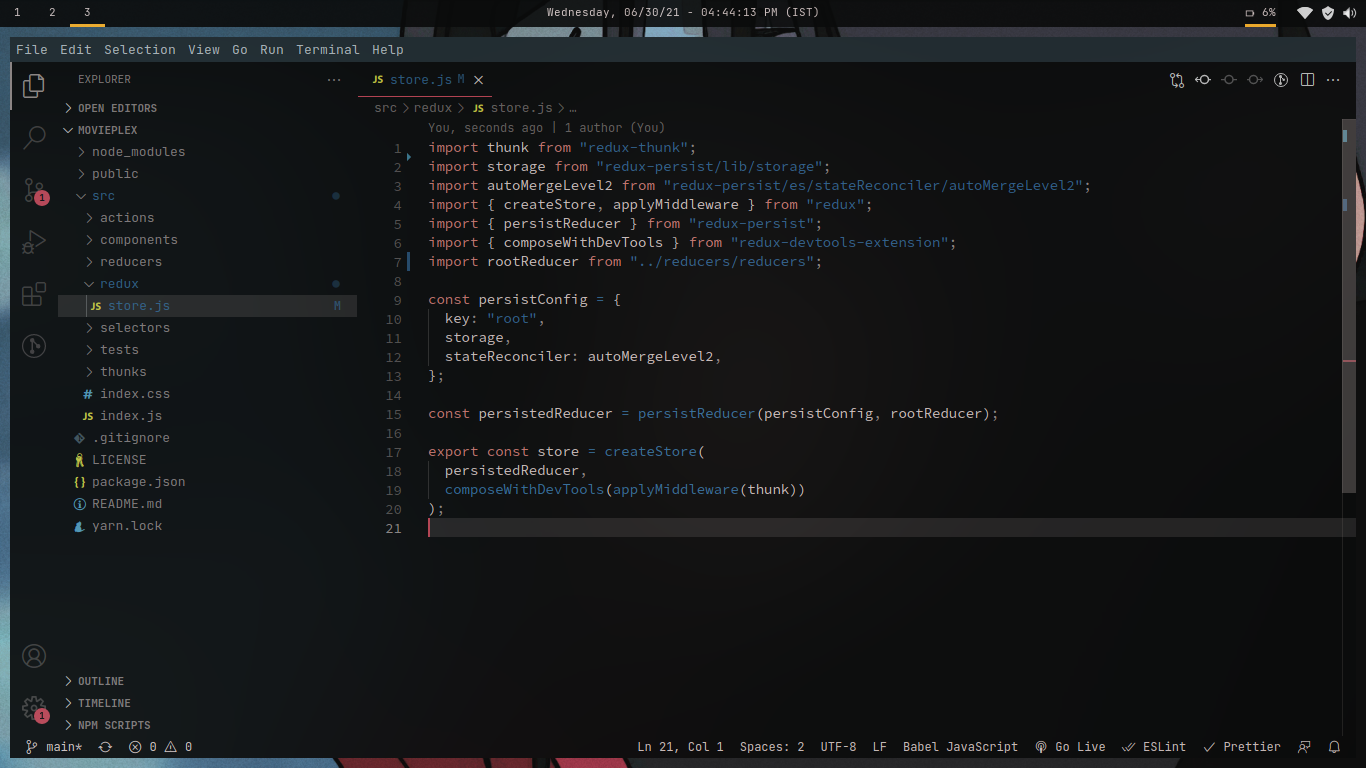 1 2 3 Wednesday, 06/30/21 - 04:44:13 PM (IST) 6%
File Edit Selection View Go Run Terminal Help
EXPLORER
OPEN EDITORS
MOVIEPLEX
node_modules
public
src
actions
components
reducers
redux
JS store.js M
selectors
tests
thunks
# index.css
JS index.js
.gitignore
LICENSE
{} package.json
README.md
yarn.lock
OUTLINE
TIMELINE
NPM SCRIPTS
1
1
JS store.js M
src > redux > JS store.js > …
You, seconds ago | 1 author (You)
1 import thunk from "redux-thunk";
2 import storage from "redux-persist/lib/storage";
3 import autoMergeLevel2 from "redux-persist/es/stateReconciler/autoMergeLevel2";
4 import { createStore, applyMiddleware } from "redux";
5 import { persistReducer } from "redux-persist";
6 import { composeWithDevTools } from "redux-devtools-extension";
7 import rootReducer from "../reducers/reducers";
8
9 const persistConfig = {
10 key: "root",
11 storage,
12 stateReconciler: autoMergeLevel2,
13 };
14
15 const persistedReducer = persistReducer(persistConfig, rootReducer);
16
17 export const store = createStore(
18 persistedReducer,
19 composeWithDevTools(applyMiddleware(thunk))
20 );
21
main* 0 0 Ln 21, Col 1 Spaces: 2 UTF-8 LF Babel JavaScript Go Live ESLint Prettier